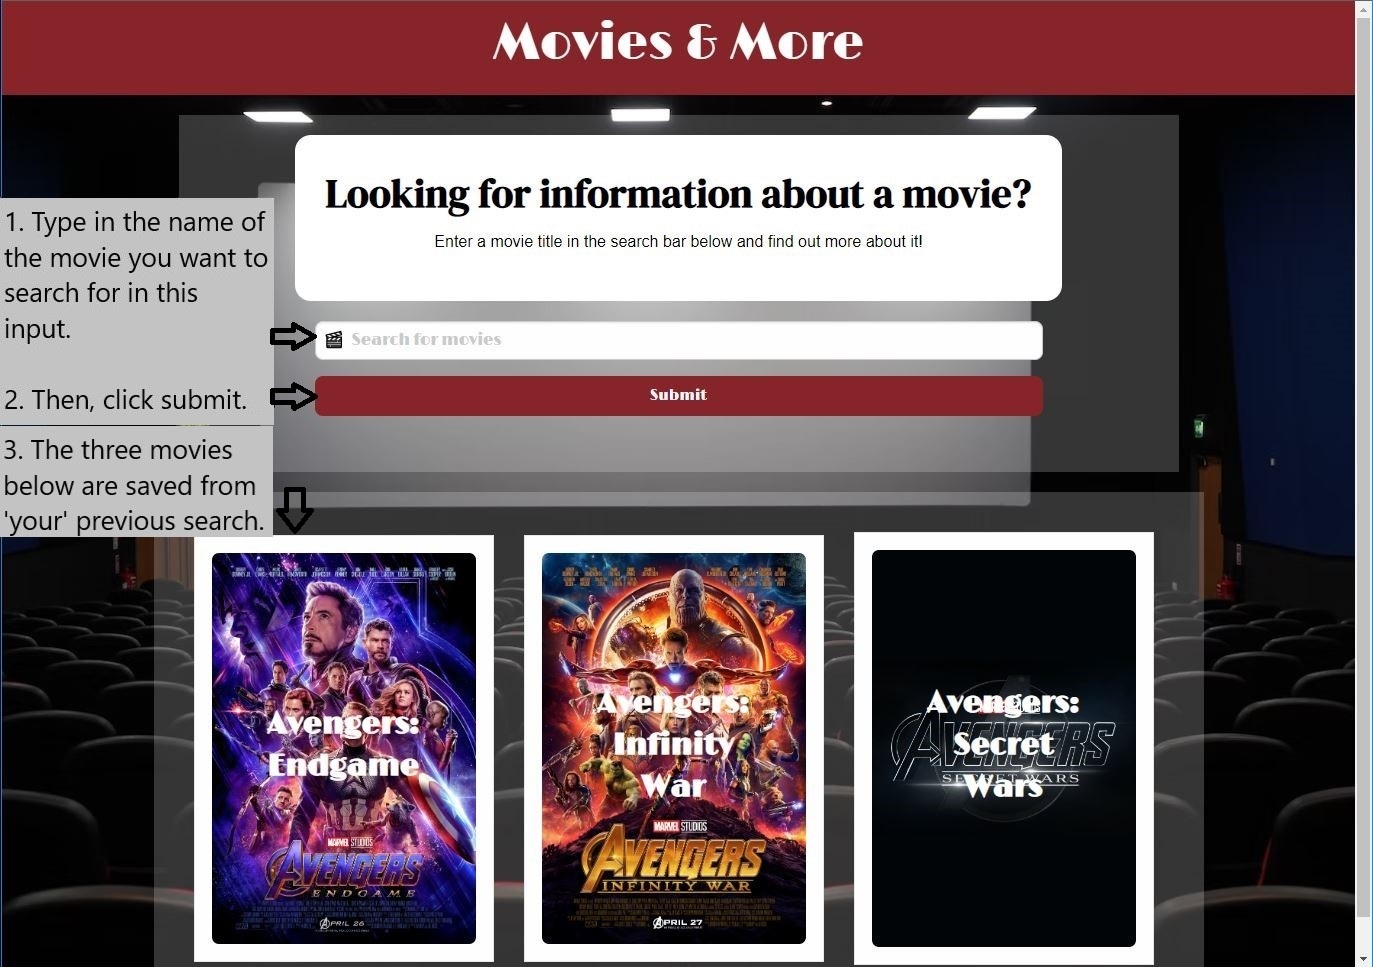 Movies & More
Looking for information about a movie?
Enter a movie title in the search bar below and find out more about it!
1. Type in the name of
the movie you want to
search for in this
input.
Search for movies
2. Then, click submit.
Submit
3. The three movies
below are saved from
'your' previous search.
Avengers:
Endgame
MARVEL STUDIOS
AVENGERS
ENDGAME
APRIL 26
Avengers:
Infinity
War
MARVEL STUDIOS
AVENGERS
INFINITY WAR
APRIL 27
Avengers:
Secret
Wars
AVENGERS
SECRET WARS